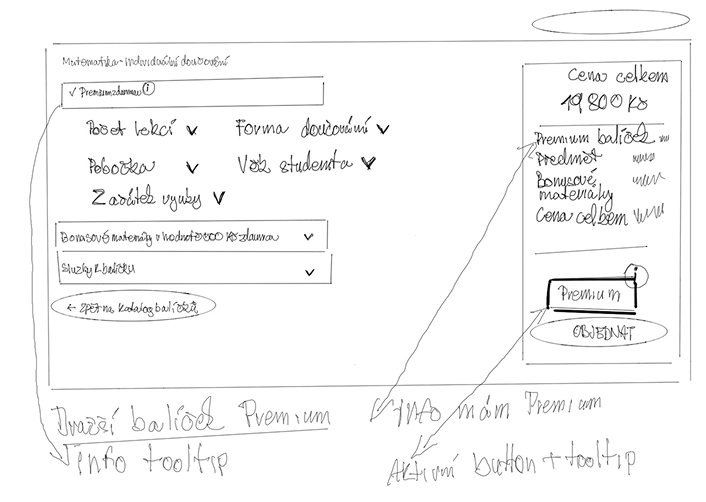 Matematika - individuální doučování
✓ Premium zdarma i
Počet lekcí
Forma doučování
Pobočka
Věk studenta
Začátek výuky
Bonusové materiály v hodnotě Kč zdarma
Služby k balíčku
← Zpět na katalog balíčků
Cena celkem
19 800 Kč
Premium balíček
Předmět
Bonusové
materiály
Cena celkem
i
Premium
OBJEDNAT
Dražší balíček Premium
info tooltip
info mám Premium
Aktivní button + tooltip